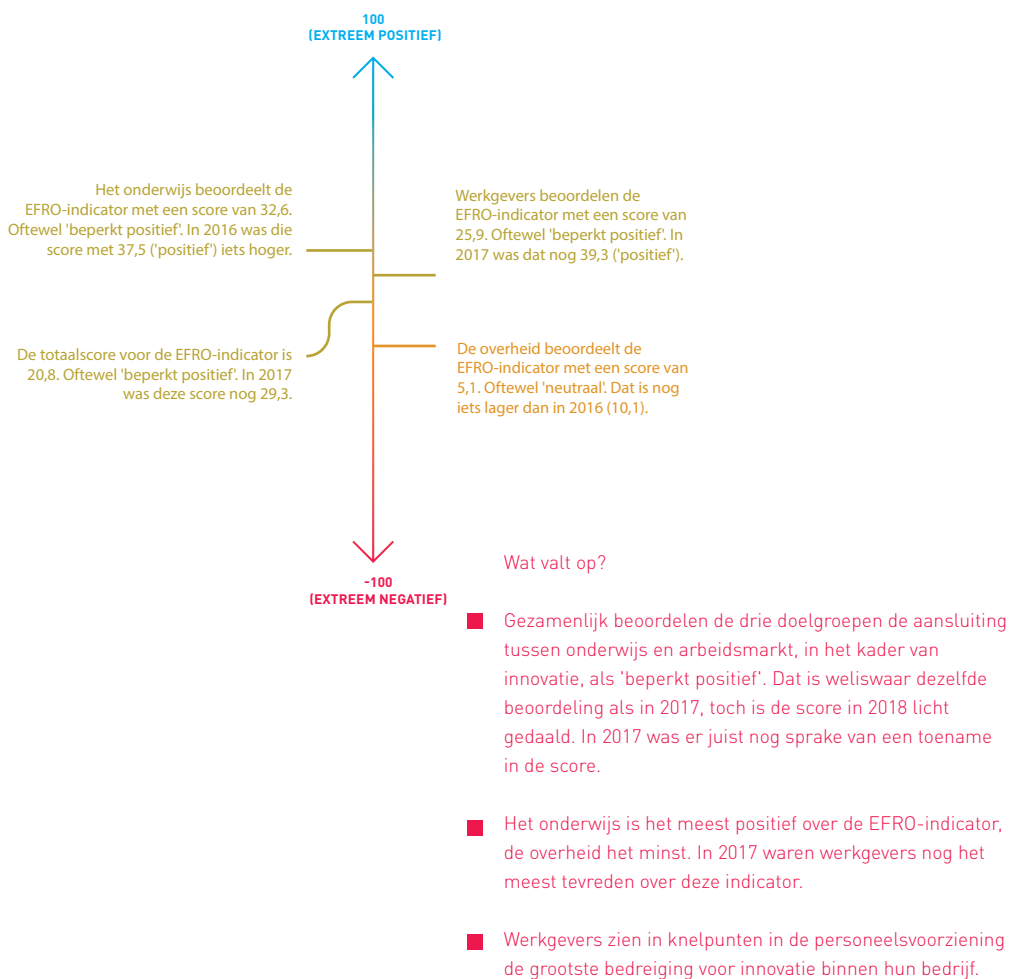 100
(EXTREEM POSITIEF)
Het onderwijs beoordeelt de
EFRO-indicator met een score van 32,6.
Oftewel 'beperkt positief'. In 2016 was die
score met 37,5 ('positief') iets hoger.
Werkgevers beoordelen de
EFRO-indicator met een score van
25,9. Oftewel 'beperkt positief'. In
2017 was dat nog 39,3 ('positief').
De totaalscore voor de EFRO-indicator is
20,8. Oftewel 'beperkt positief'. In 2017
was deze score nog 29,3.
De overheid beoordeelt de
EFRO-indicator met een score van
5,1. Oftewel 'neutraal'. Dat is nog
iets lager dan in 2016 (10,1).
-100
(EXTREEM NEGATIEF)
Wat valt op?
Gezamenlijk beoordelen de drie doelgroepen de aansluiting
tussen onderwijs en arbeidsmarkt, in het kader van
innovatie, als 'beperkt positief'. Dat is weliswaar dezelfde
beoordeling als in 2017, toch is de score in 2018 licht
gedaald. In 2017 was er juist nog sprake van een toename
in de score.
Het onderwijs is het meest positief over de EFRO-indicator,
de overheid het minst. In 2017 waren werkgevers nog het
meest tevreden over deze indicator.
Werkgevers zien in knelpunten in de personeelsvoorziening
de grootste bedreiging voor innovatie binnen hun bedrijf.